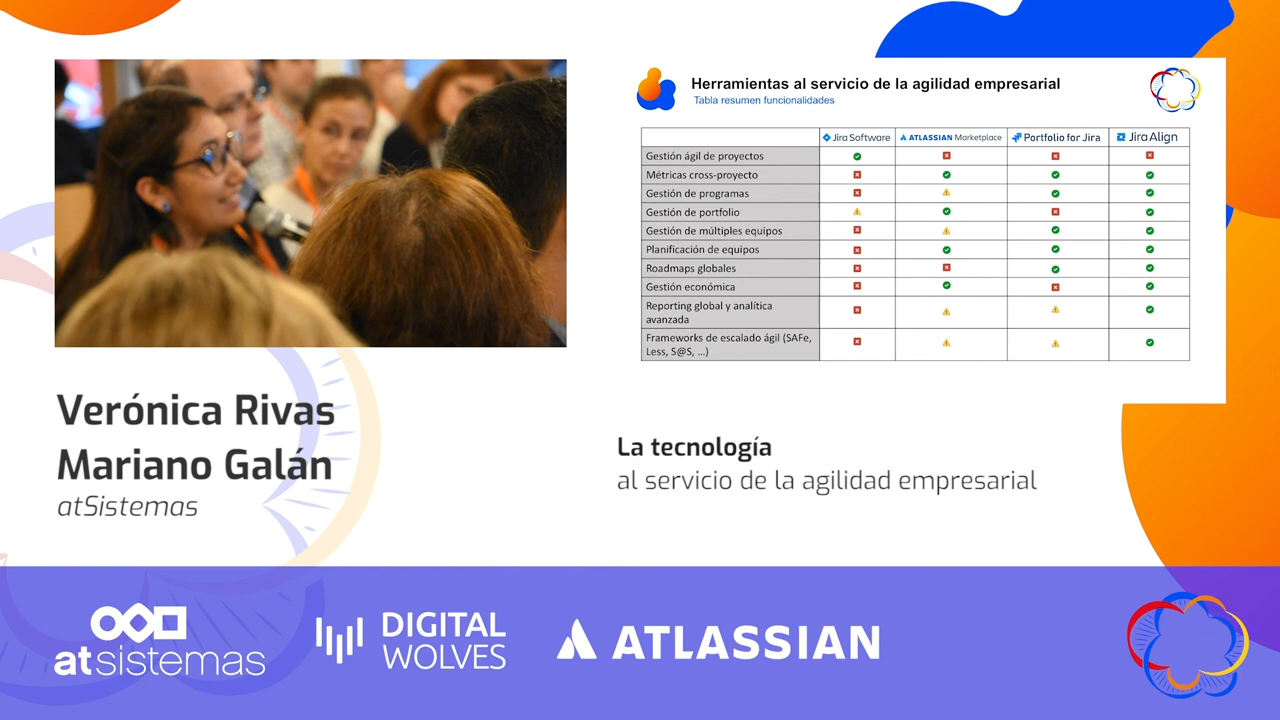 Herramientas al servicio de la agilidad empresarial
Tabla resumen funcionalidades
Jira Software ATLASSIAN Marketplace Portfolio for Jira Jira Align
Gestión ágil de proyectos
Métricas cross-proyecto
Gestión de programas
Gestión de portfolio
Gestión de múltiples equipos
Planificación de equipos
Roadmaps globales
Gestión económica
Reporting global y analítica
avanzada
Frameworks de escalado ágil (SAFe,
Less, S@S, ...)
Verónica Rivas
Mariano Galán
atSistemas
La tecnología
al servicio de la agilidad empresarial
atsistemas
DIGITAL
WOLVES
ATLASSIAN